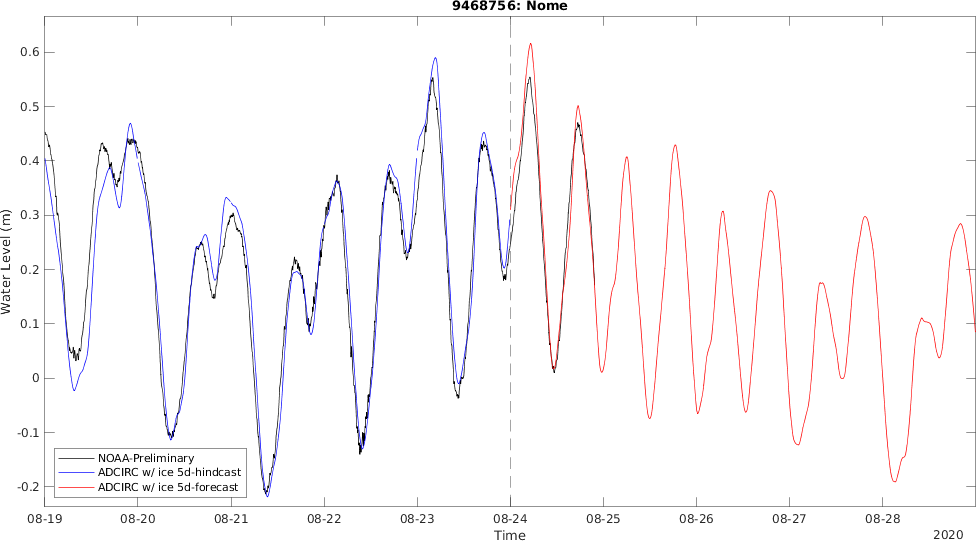 9468756: Nome
0.6
0.5
0.4
0.3
0.2
0.1
0
-0.1
-0.2
Water Level (m)
NOAA-Preliminary
ADCIRC w/ ice 5d-hindcast
ADCIRC w/ ice 5d-forecast
08-19 08-20 08-21 08-22 08-23 08-24 08-25 08-26 08-27 08-28
Time
2020